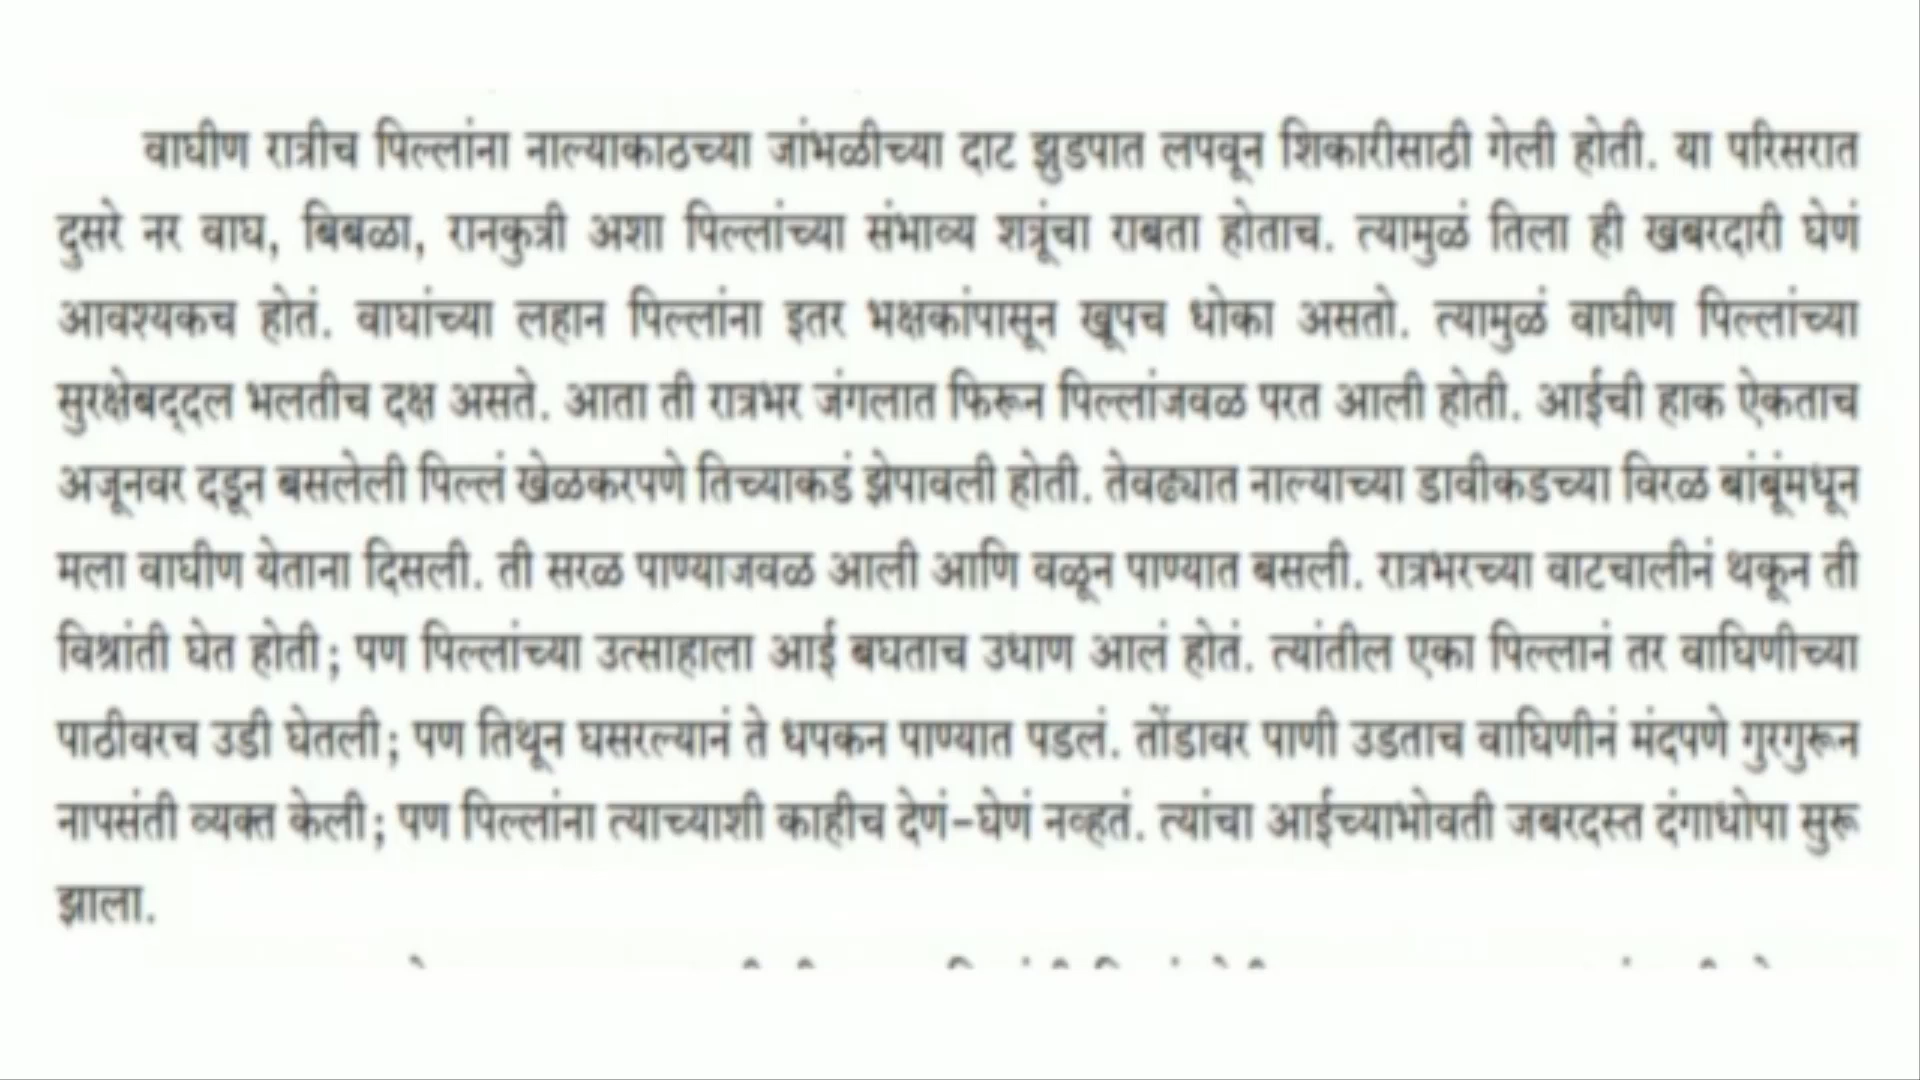 वाघीण रात्रीच पिल्लांना नाल्याकाठच्या जांभळीच्या दाट झुडपात लपवून शिकारीसाठी गेली होती. या परिसरात
दुसरे नर वाघ, बिबळा, रानकुत्री अशा पिल्लांच्या संभाव्य शत्रूंचा राबता होताच. त्यामुळं तिला ही खबरदारी घेणं
आवश्यकच होतं. वाघांच्या लहान पिल्लांना इतर भक्षकांपासून खूपच धोका असतो. त्यामुळं वाघीण पिल्लांच्या
सुरक्षेबद्‌दल भलतीच दक्ष असते. आता ती रात्रभर जंगलात फिरून पिल्लांजवळ परत आली होती. आईची हाक ऐकताच
अजूनवर दडून बसलेली पिल्लं खेळकरपणे तिच्याकडं झेपावली होती. तेवढ्यात नाल्याच्या डावीकडच्या विरळ बांबूंमधून
मला वाघीण येताना दिसली. ती सरळ पाण्याजवळ आली आणि वळून पाण्यात बसली. रात्रभरच्या वाटचालीनं थकून ती
विश्रांती घेत होती; पण पिल्लांच्या उत्साहाला आई बघताच उधाण आलं होतं. त्यांतील एका पिल्लानं तर वाघिणीच्या
पाठीवरच उडी घेतली; पण तिथून घसरल्यानं ते धपकन पाण्यात पडलं. तोंडावर पाणी उडताच वाघिणीनं मंदपणे गुरगुरून
नापसंती व्यक्त केली; पण पिल्लांना त्याच्याशी काहीच देणं-घेणं नव्हतं. त्यांचा आईच्याभोवती जबरदस्त दंगाधोपा सुरू
झाला.